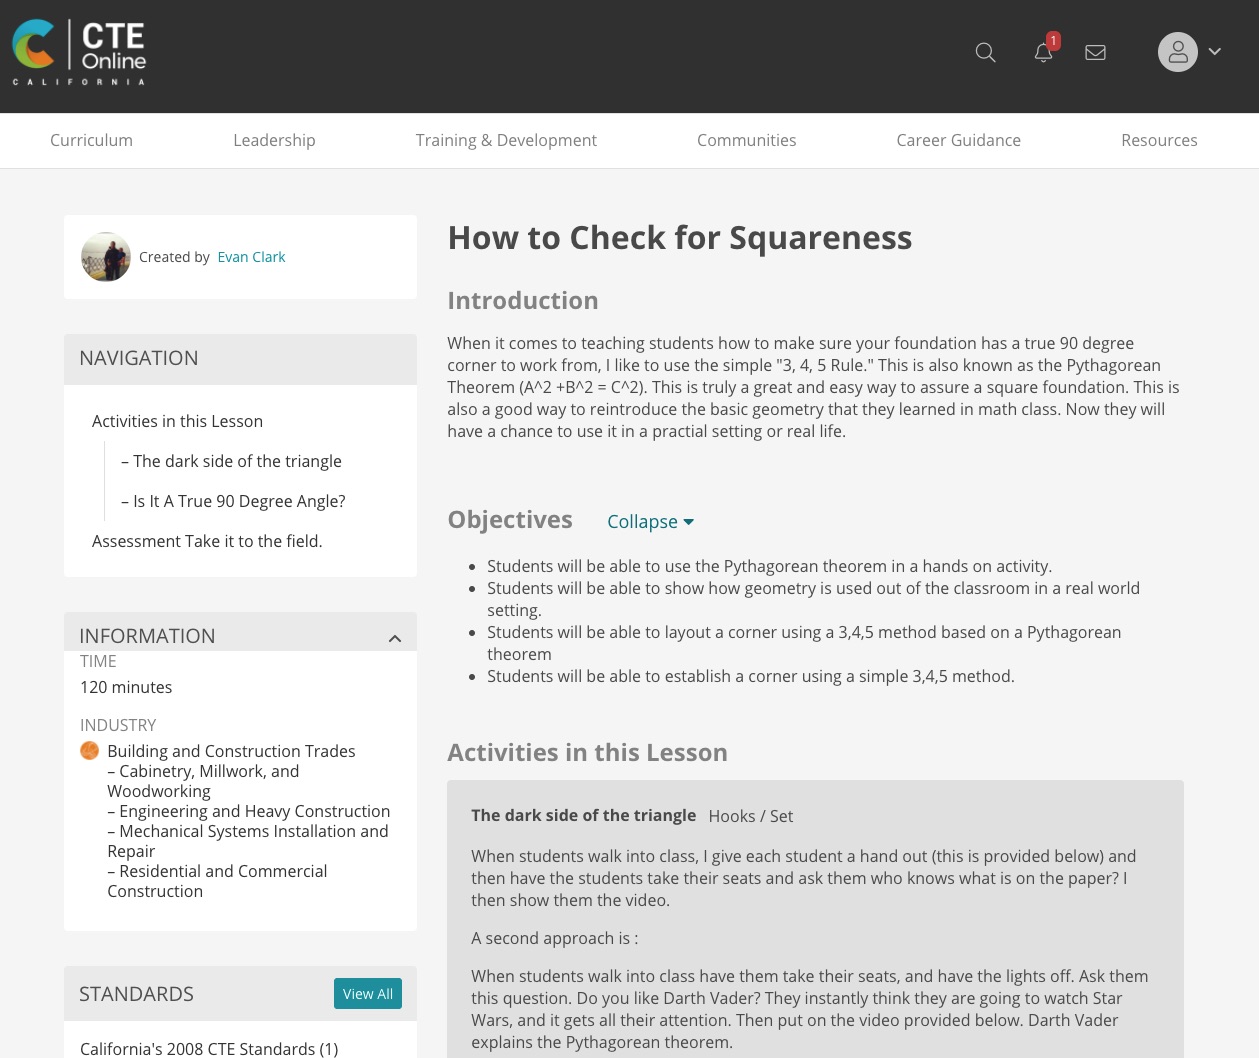 CTE
Online
CALIFORNIA
1
Curriculum
Leadership
Training & Development
Communities
Career Guidance
Resources
Created by Evan Clark
NAVIGATION
Activities in this Lesson
– The dark side of the triangle
– Is It A True 90 Degree Angle?
Assessment Take it to the field.
INFORMATION
TIME
120 minutes
INDUSTRY
Building and Construction Trades
– Cabinetry, Millwork, and
Woodworking
– Engineering and Heavy Construction
– Mechanical Systems Installation and
Repair
– Residential and Commercial
Construction
STANDARDS
View All
California's 2008 CTE Standards (1)
How to Check for Squareness
Introduction
When it comes to teaching students how to make sure your foundation has a true 90 degree
corner to work from, I like to use the simple "3, 4, 5 Rule." This is also known as the Pythagorean
Theorem (A^2 +B^2 = C^2). This is truly a great and easy way to assure a square foundation. This is
also a good way to reintroduce the basic geometry that they learned in math class. Now they will
have a chance to use it in a practial setting or real life.
Objectives
Collapse
Students will be able to use the Pythagorean theorem in a hands on activity.
Students will be able to show how geometry is used out of the classroom in a real world
setting.
Students will be able to layout a corner using a 3,4,5 method based on a Pythagorean
theorem
Students will be able to establish a corner using a simple 3,4,5 method.
Activities in this Lesson
The dark side of the triangle Hooks / Set
When students walk into class, I give each student a hand out (this is provided below) and
then have the students take their seats and ask them who knows what is on the paper? I
then show them the video.
A second approach is :
When students walk into class have them take their seats, and have the lights off. Ask them
this question. Do you like Darth Vader? They instantly think they are going to watch Star
Wars, and it gets all their attention. Then put on the video provided below. Darth Vader
explains the Pythagorean theorem.